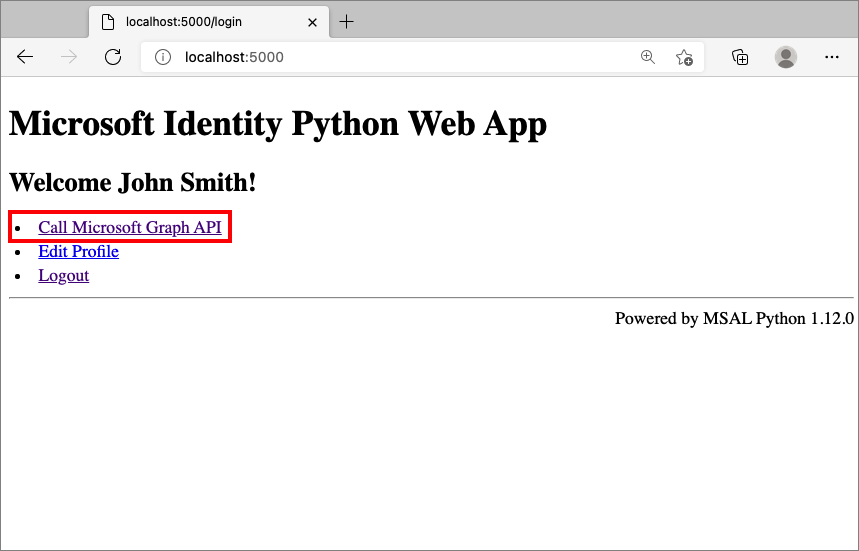 localhost:5000/login
localhost:5000
Microsoft Identity Python Web App
Welcome John Smith!
Call Microsoft Graph API
Edit Profile
Logout
Powered by MSAL Python 1.12.0